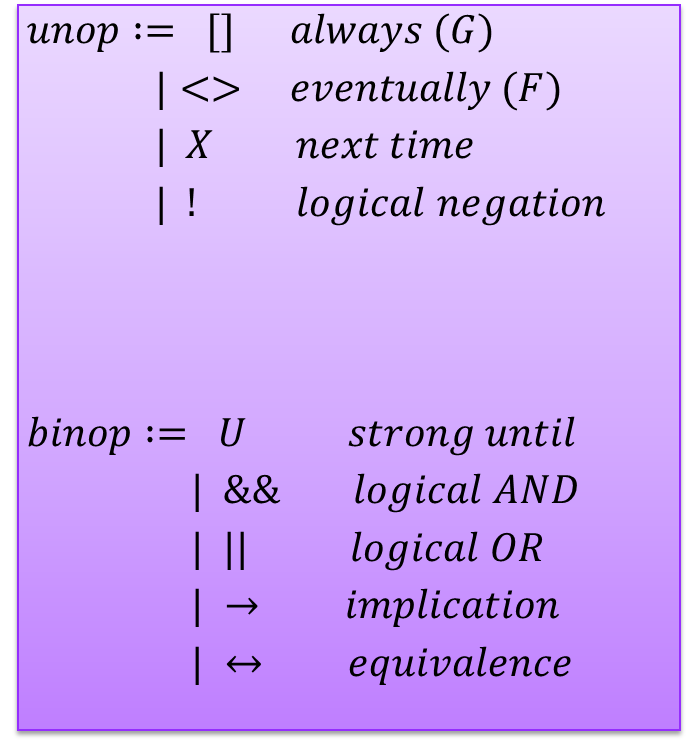 unop ∶= [] always (G)
| <> eventually (F)
| X next time
| ! logical negation
binop ∶= U strong until
| && logical AND
| || logical OR
| → implication
| ↔ equivalence